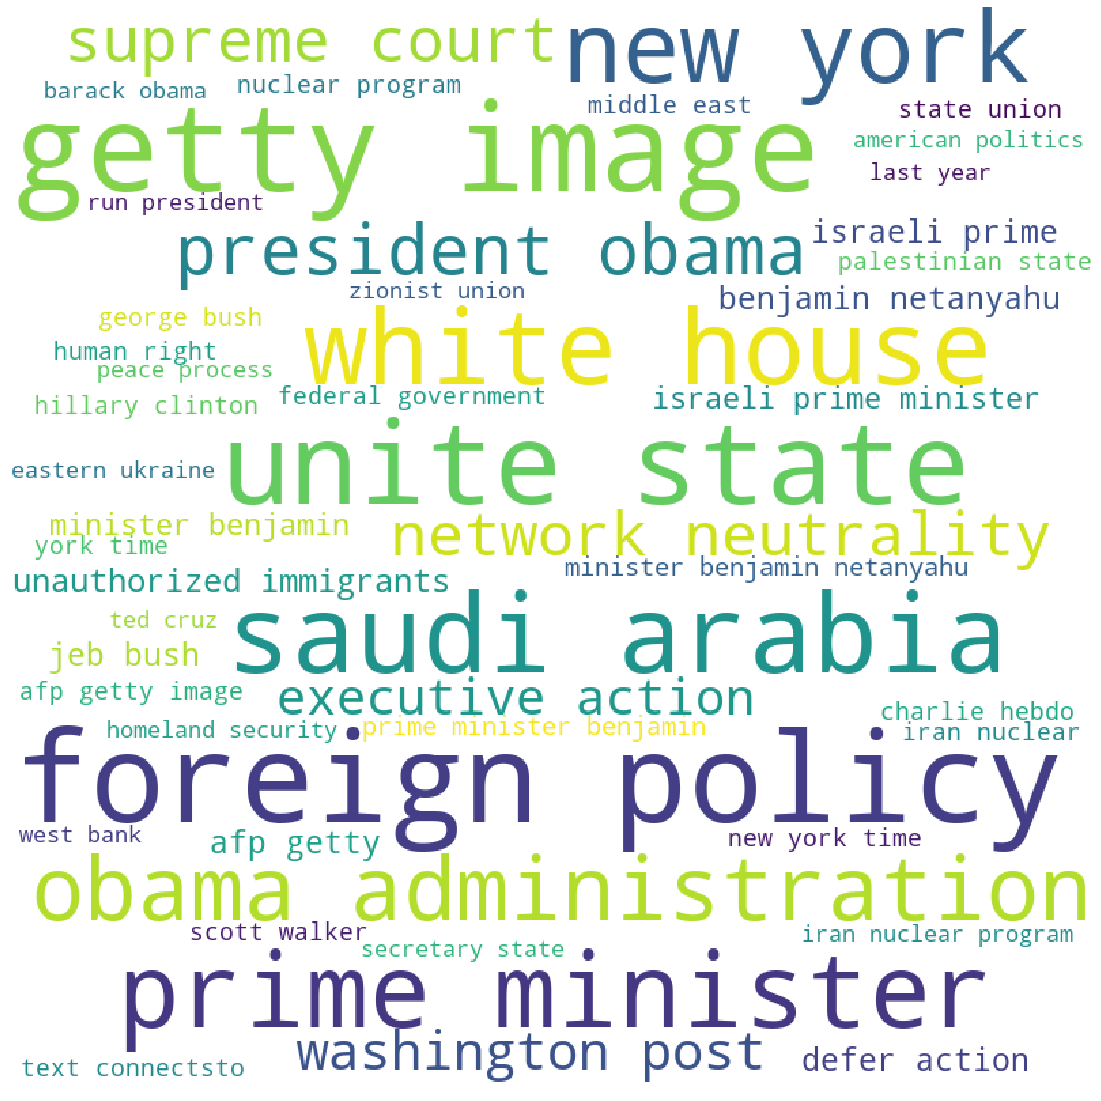 supreme court new york
barack obama nuclear program middle east state union
getty image american politics
last year
run president
president obama israeli prime
palestinian state
zionist union benjamin netanyahu
george bush white house
human right
peace process
hillary clinton federal government israeli prime minister
eastern ukraine unite state
minister benjamin network neutrality
york time
unauthorized immigrants minister benjamin netanyahu
ted cruz saudi arabia
jeb bush
afp getty image executive action charlie hebdo
homeland security prime minister benjamin iran nuclear
foreign policy
west bank afp getty new york time
obama administration
scott walker secretary state iran nuclear program
prime minister
text connectsto washington post defer action